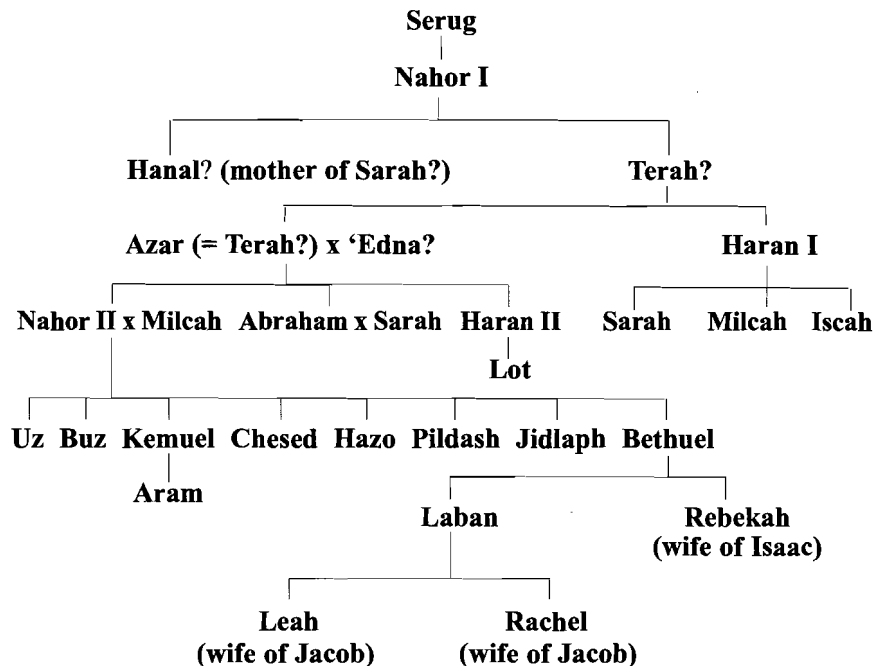 Serug
Nahor I
Hanal? (mother of Sarah?) Terah?
Azar (= Terah?) x ‘Edna? Haran I
Nahor II x Milcah Abraham x Sarah Haran II Sarah Milcah Iscah
Lot
Uz Buz Kemuel Chesed Hazo Pildash Jidlaph Bethuel
Aram
Laban Rebekah
(wife of Isaac)
Leah Rachel
(wife of Jacob) (wife of Jacob)